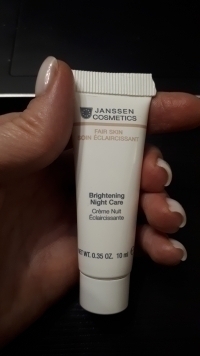 JANSSEN
COSMETICS
FAIR SKIN
SOIN ÉCLAIRCISSANT
Brightening
Night Care
Crème Nuit
Éclaircissante
NET WT. 0.35 OZ. 10 ml